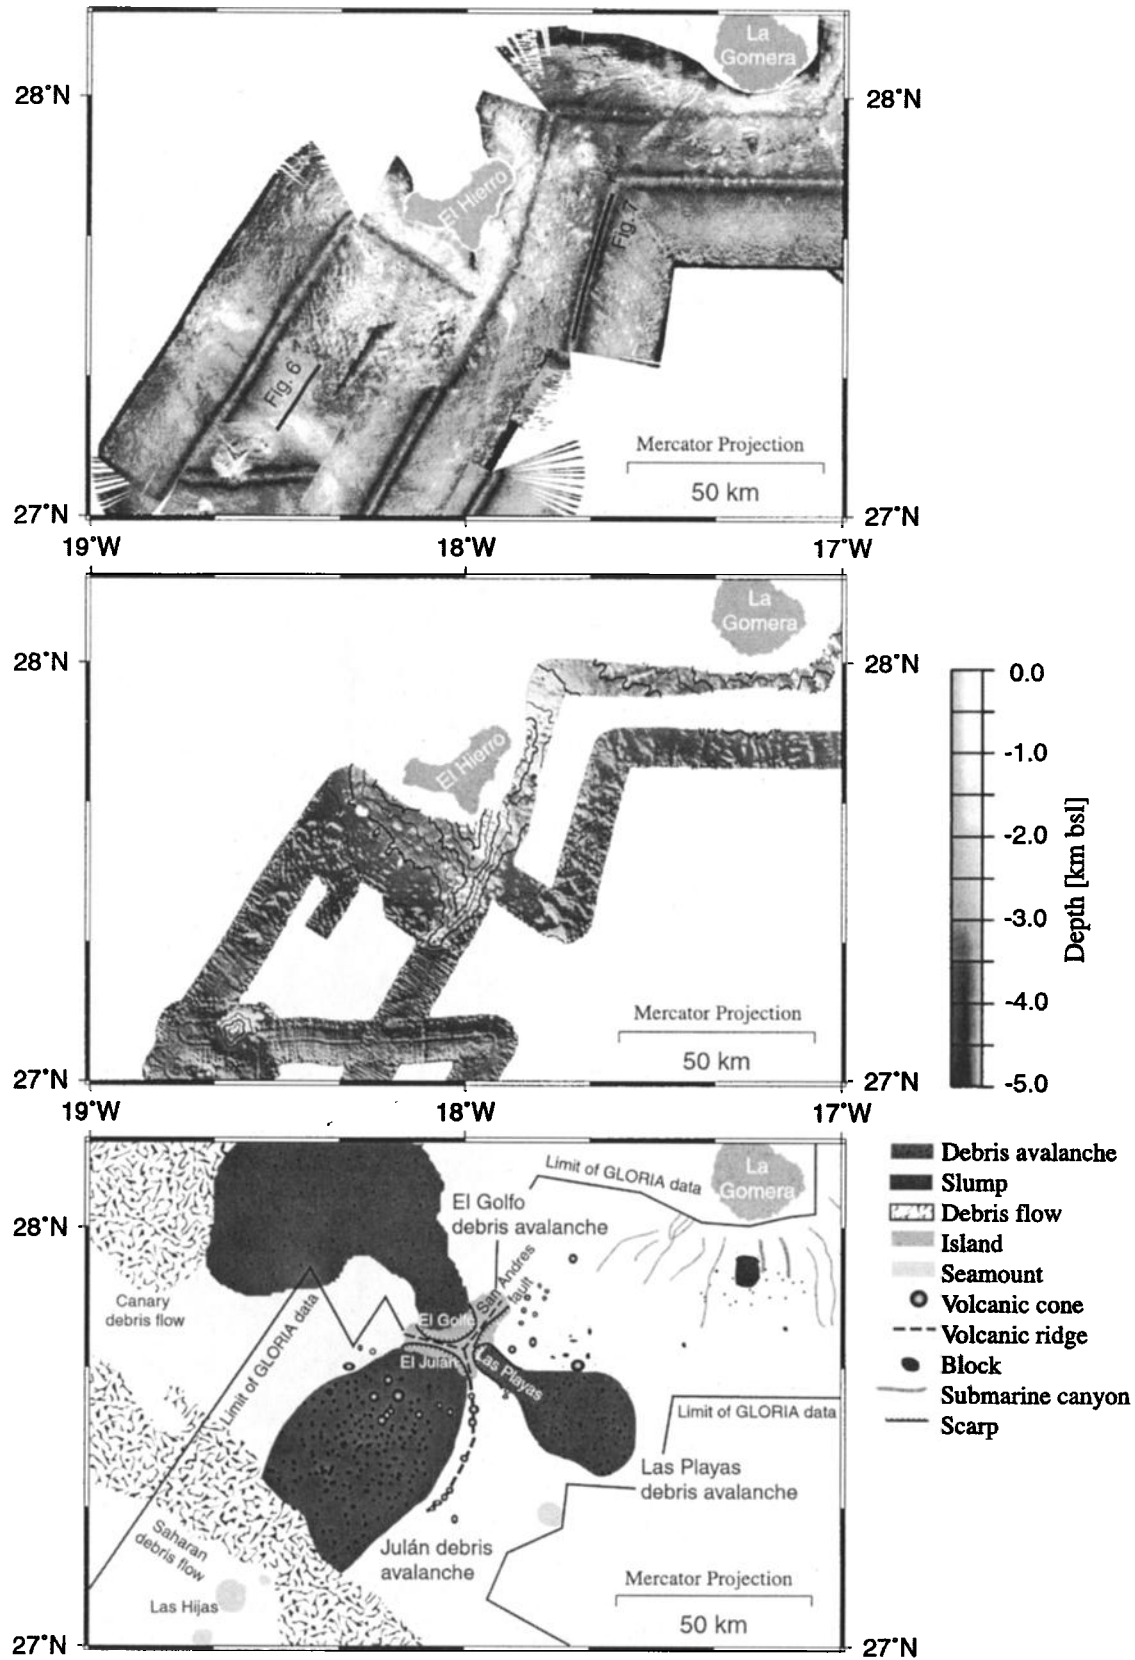 La
Gomera
28°N
28°N
El Hierro
Fig. 7
Fig. 6
Mercator Projection
50 km
27°N
27°N
19°W
18°W
17°W
La
Gomera
28°N
28°N
El Hierro
0.0
-1.0
-2.0
-3.0
-4.0
-5.0
Depth [km bsl]
Mercator Projection
50 km
27°N
27°N
19°W
18°W
17°W
Limit of GLORIA data
La
Gomera
El Golfo
debris avalanche
28°N
28°N
San Andres
fault
Canary
debris flow
Limit of GLORIA data
El Golfo
El Julán
Las Playas
Limit of GLORIA data
Las Playas
debris avalanche
Saharan
debris flow
Julán debris
avalanche
Las Hijas
Mercator Projection
50 km
27°N
27°N
Debris avalanche
Slump
Debris flow
Island
Seamount
Volcanic cone
Volcanic ridge
Block
Submarine canyon
Scarp